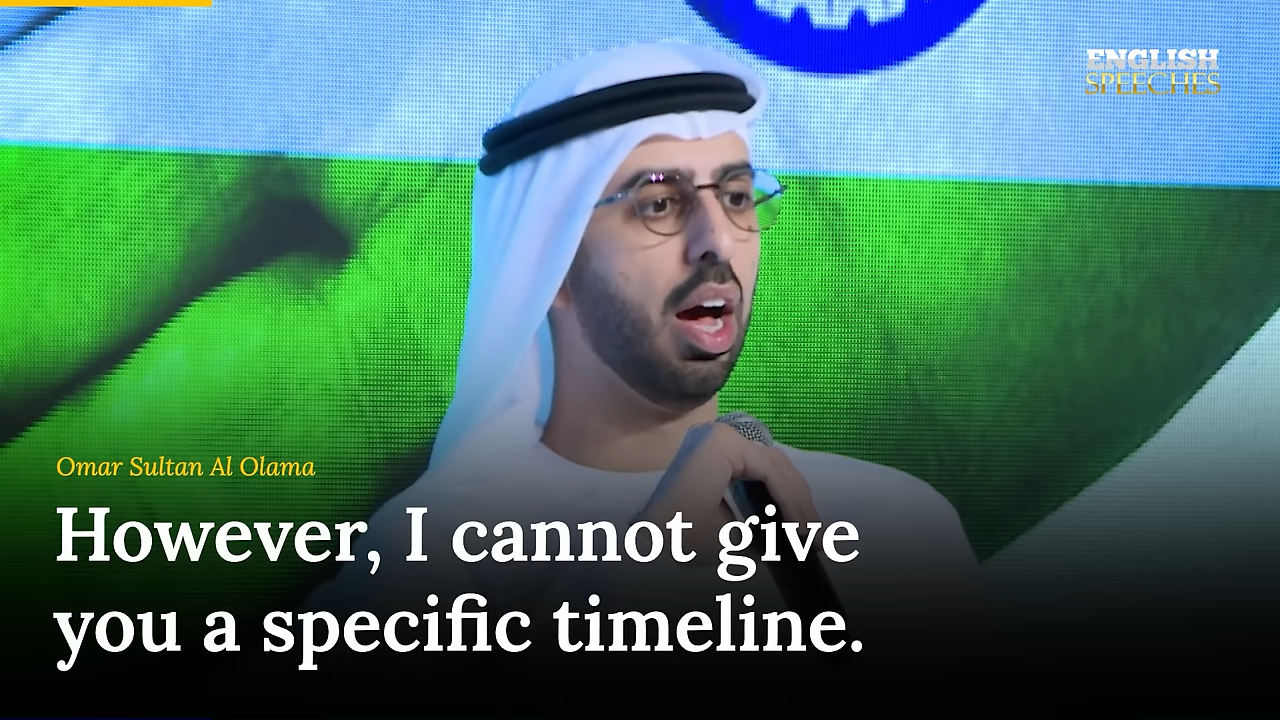 ENGLISH
SPEECHES
Omar Sultan Al Olama
However, I cannot give
you a specific timeline.